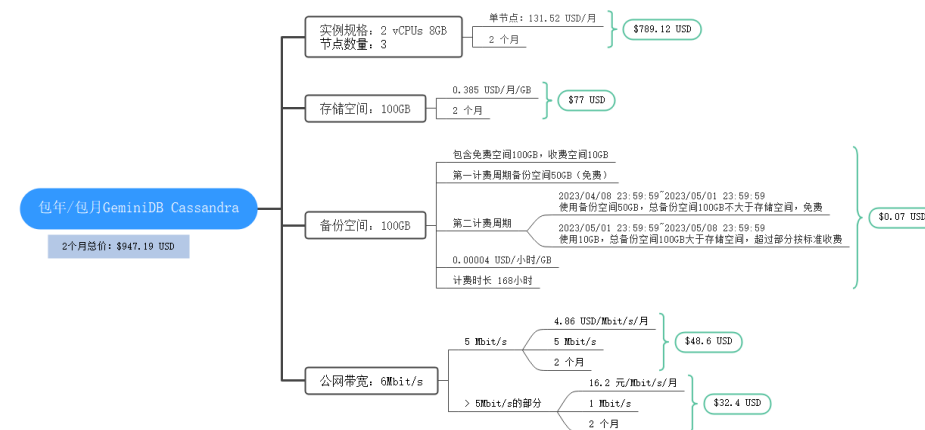 包年/包月GeminiDB Cassandra
2个月总价：$947.19 USD
实例规格：2 vCPUs 8GB
节点数量：3
单节点：131.52 USD/月
2 个月
$789.12 USD
存储空间：100GB
0.385 USD/月/GB
2 个月
$77 USD
备份空间：100GB
包含免费空间100GB，收费空间10GB
第一计费周期备份空间50GB（免费）
第二计费周期
2023/04/08 23:59:59~2023/05/01 23:59:59
使用备份空间50GB，总备份空间100GB不大于存储空间，免费
2023/05/01 23:59:59~2023/05/08 23:59:59
使用10GB，总备份空间100GB大于存储空间，超过部分按标准收费
0.00004 USD/小时/GB
计费时长 168小时
$0.07 USD
公网带宽：6Mbit/s
5 Mbit/s
4.86 USD/Mbit/s/月
5 Mbit/s
2 个月
$48.6 USD
> 5Mbit/s的部分
16.2 元/Mbit/s/月
1 Mbit/s
2 个月
$32.4 USD